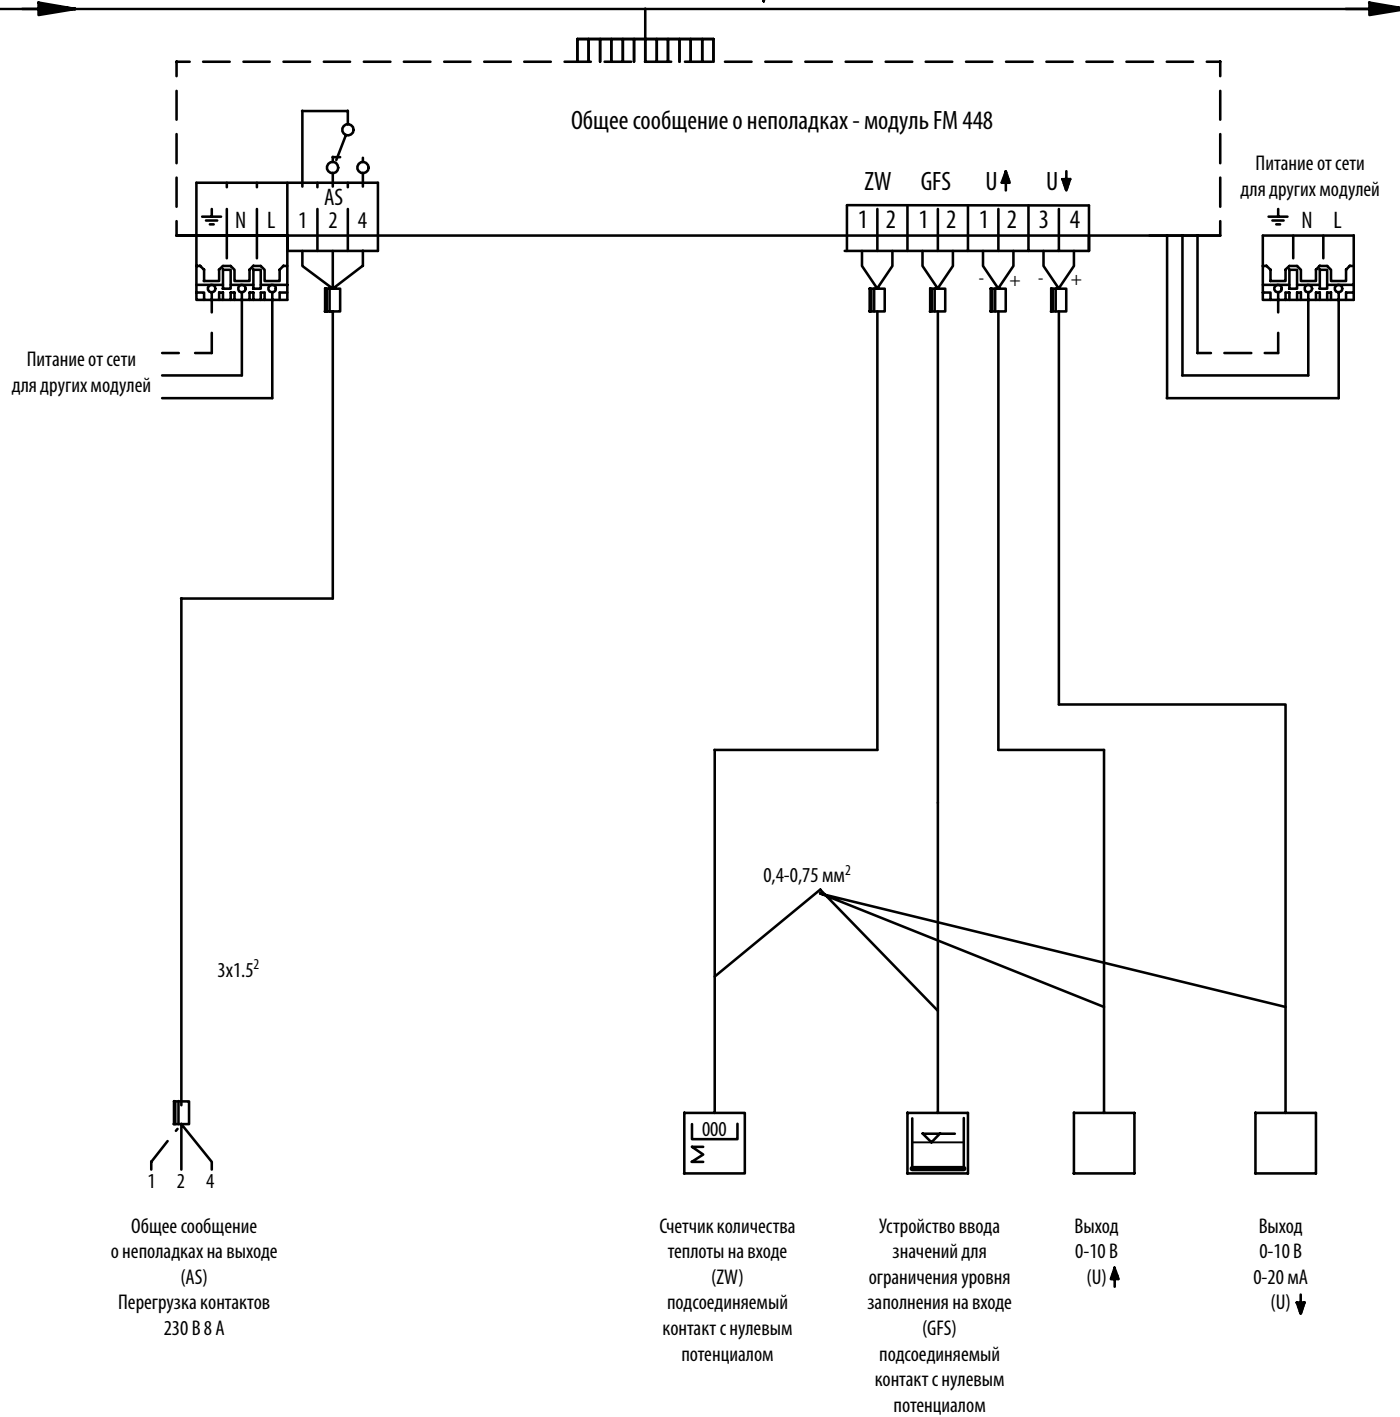 Общее сообщение о неполадках - модуль FM 448
Питание от сети
для других модулей
N L
AS
N L 1 2 4
ZW GFS U U
1 2 1 2 1 2 3 4
- + - +
Питание от сети
для других модулей
0,4-0,75 мм²
3x1.5²
000
Σ
1 2 4
Общее сообщение
о неполадках на выходе
(AS)
Перегрузка контактов
230 В 8 А
Счетчик количества
теплоты на входе
(ZW)
подсоединяемый
контакт с нулевым
потенциалом
Устройство ввода
значений для
ограничения уровня
заполнения на входе
(GFS)
подсоединяемый
контакт с нулевым
потенциалом
Выход
0-10 В
(U)
Выход
0-10 В
0-20 мА
(U)